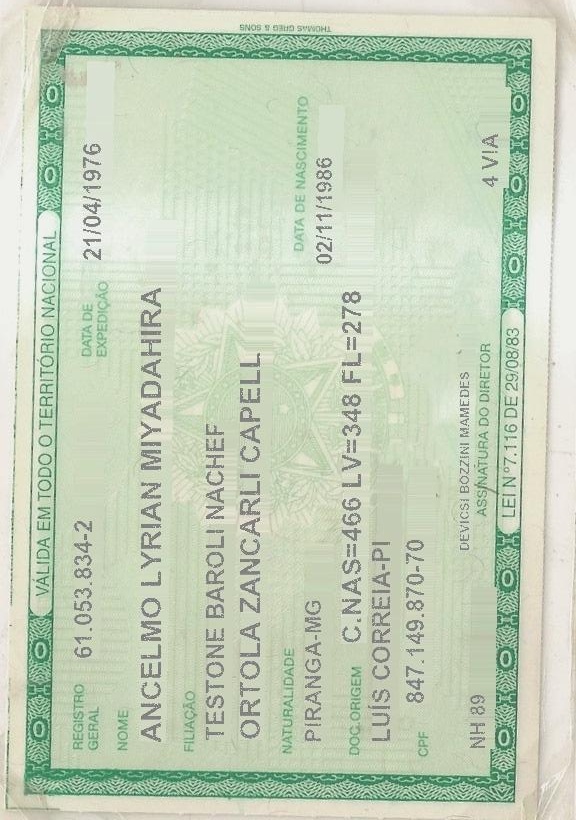 THOMAS GREG & SONS
VÁLIDA EM TODO O TERRITÓRIO NACIONAL
REGISTRO GERAL 61.053.834-2 DATA DE EXPEDIÇÃO 21/04/1976
NOME
ANCELMO LYRIAN MIYADAHIRA
FILIAÇÃO
TESTONE BAROLI NACHEF
ORTOLA ZANCARLI CAPELL
NATURALIDADE DATA DE NASCIMENTO
PIRANGA-MG 02/11/1986
DOC.ORIGEM C.NAS=466 LV=348 FL=278
LUÍS CORREIA-PI
CPF 847.149.870-70
DEVICSI BOZZINI MAMEDES
NH 89 ASSINATURA DO DIRETOR 4 VIA
LEI Nº7.116 DE 29/08/83